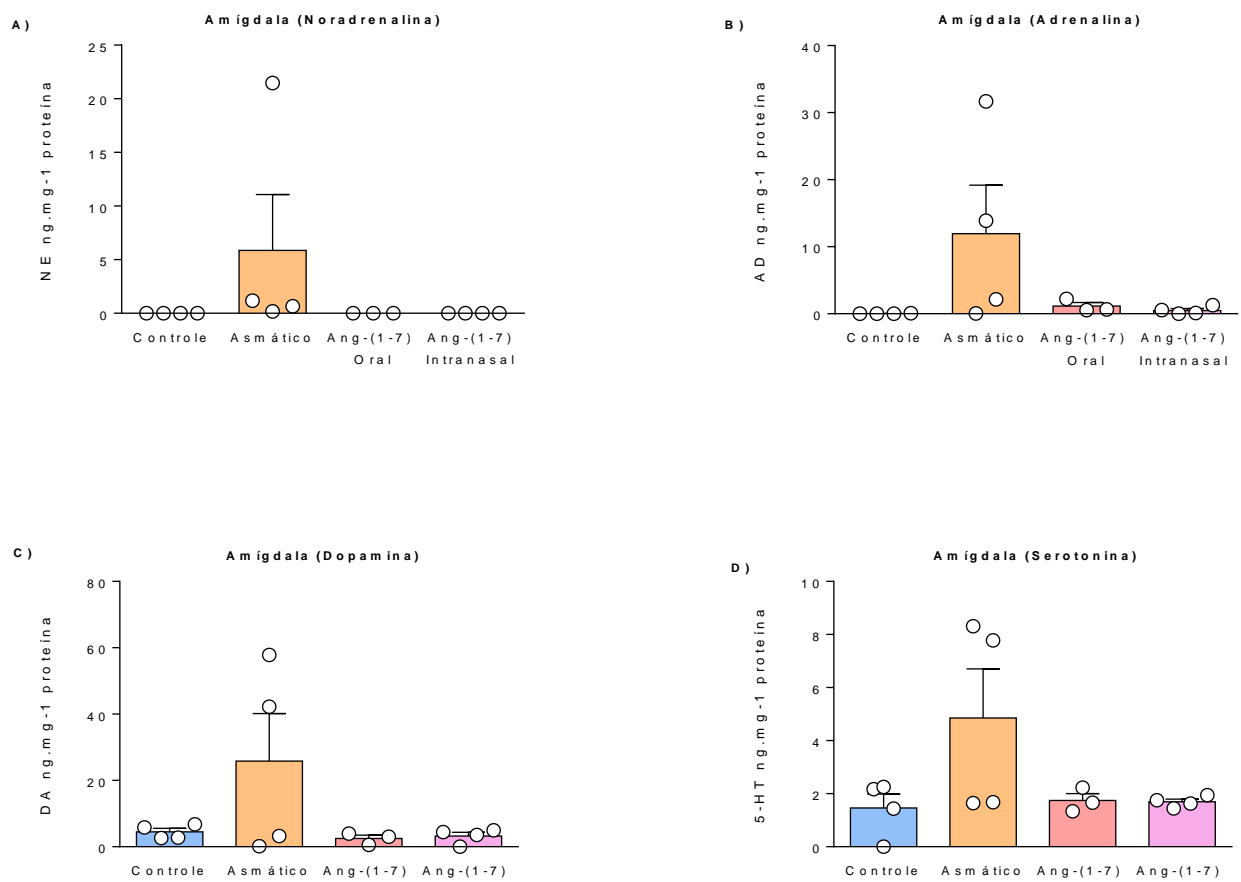 A)
Amígdala (Noradrenalina)
NE ng.mg-1 proteína
25
20
15
10
5
0
Controle
Asmático
Ang-(1-7)
Oral
Ang-(1-7)
Intranasal
B)
Amígdala (Adrenalina)
AD ng.mg-1 proteína
40
30
20
10
0
Controle
Asmático
Ang-(1-7)
Oral
Ang-(1-7)
Intranasal
C)
Amígdala (Dopamina)
DA ng.mg-1 proteína
80
60
40
20
0
Controle
Asmático
Ang-(1-7)
Ang-(1-7)
D)
Amígdala (Serotonina)
5-HT ng.mg-1 proteína
10
8
6
4
2
0
Controle
Asmático
Ang-(1-7)
Ang-(1-7)